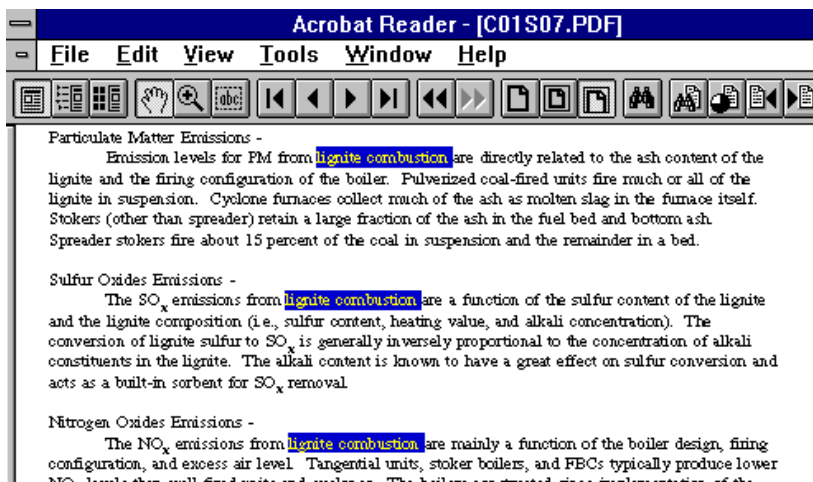 Acrobat Reader - [C01S07.PDF]
File Edit View Tools Window Help
abc
Particulate Matter Emissions -
Emission levels for PM from lignite combustion are directly related to the ash content of the
lignite and the firing configuration of the boiler. Pulverized coal-fired units fire much or all of the
lignite in suspension. Cyclone furnaces collect much of the ash as molten slag in the furnace itself.
Stokers (other than spreader) retain a large fraction of the ash in the fuel bed and bottom ash.
Spreader stokers fire about 15 percent of the coal in suspension and the remainder in a bed.
Sulfur Oxides Emissions -
The SOx emissions from lignite combustion are a function of the sulfur content of the lignite
and the lignite composition (i.e., sulfur content, heating value, and alkali concentration). The
conversion of lignite sulfur to SOx is generally inversely proportional to the concentration of alkali
constituents in the lignite. The alkali content is known to have a great effect on sulfur conversion and
acts as a built-in sorbent for SOx removal.
Nitrogen Oxides Emissions -
The NOx emissions from lignite combustion are mainly a function of the boiler design, firing
configuration, and excess air level. Tangential units, stoker boilers, and FBCs typically produce lower